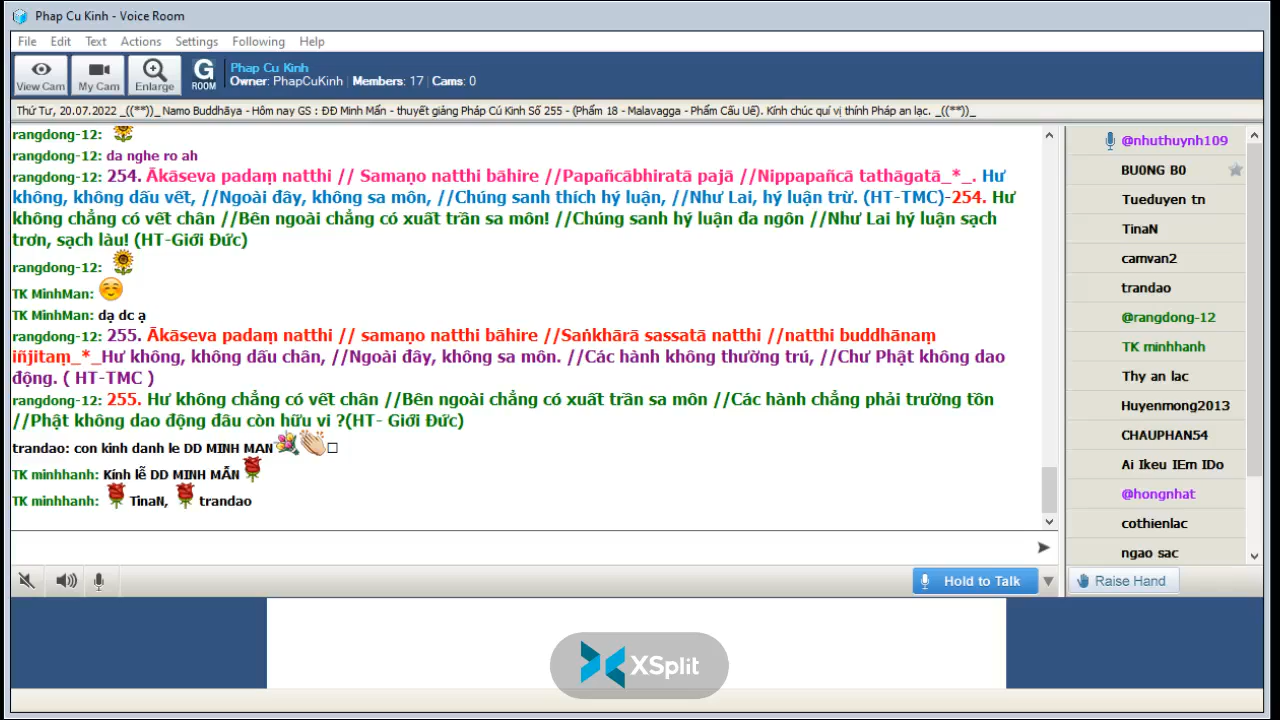 Phap Cu Kinh - Voice Room
File Edit Text Actions Settings Following Help
View Cam My Cam Enlarge G ROOM
Phap Cu Kinh
Owner: PhapCuKinh | Members: 17 | Cams: 0
Thứ Tư, 20.07.2022 _((**))_ Namo Buddhāya - Hôm nay GS : ĐĐ Minh Mẩn - thuyết giảng Pháp Cú Kinh Số 255 - (Phẩm 18 - Malavagga - Phẩm Cấu Uế). Kính chúc quí vị thính Pháp an lạc. _((**))_
rangdong-12:
rangdong-12: da nghe ro ah
rangdong-12: 254. Ākāseva padaṃ natthi // Samaṇo natthi bāhire //Papañcābhiratā pajā //Nippapañcā tathāgatā_*_. Hư
không, không dấu vết, //Ngoài đây, không sa môn, //Chúng sanh thích hý luận, //Như Lai, hý luận trừ. (HT-TMC)-254. Hư
không chẳng có vết chân //Bên ngoài chẳng có xuất trần sa môn! //Chúng sanh hý luận đa ngôn //Như Lai hý luận sạch
trơn, sạch làu! (HT-Giới Đức)
rangdong-12:
TK MinhMan:
TK MinhMan: dạ dc ạ
rangdong-12: 255. Ākāseva padaṃ natthi // samaṇo natthi bāhire //Saṅkhārā sassatā natthi //natthi buddhānaṃ
iñjitaṃ_*_Hư không, không dấu chân, //Ngoài đây, không sa môn. //Các hành không thường trú, //Chư Phật không dao
động. ( HT-TMC )
rangdong-12: 255. Hư không chẳng có vết chân //Bên ngoài chẳng có xuất trần sa môn //Các hành chẳng phải trường tồn
//Phật không dao động đâu còn hữu vi ?(HT- Giới Đức)
trandao: con kinh danh le DD MINH MAN
TK minhhanh: Kính lễ DD MINH MẪN
TK minhhanh: TinaN, trandao
Hold to Talk
@nhuthuynh109
BU0NG B0
Tueduyen tn
TinaN
camvan2
trandao
@rangdong-12
TK minhhanh
Thy an lac
Huyenmong2013
CHAUPHAN54
Ai Ikeu IEm IDo
@hongnhat
cothienlac
ngao sac
Raise Hand
XSplit